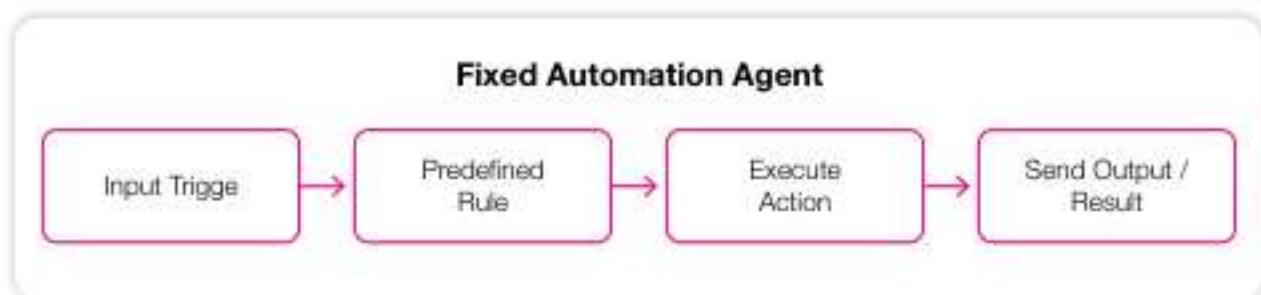 Fixed Automation Agent
Input Trigge
Predefined
Rule
Execute
Action
Send Output /
Result